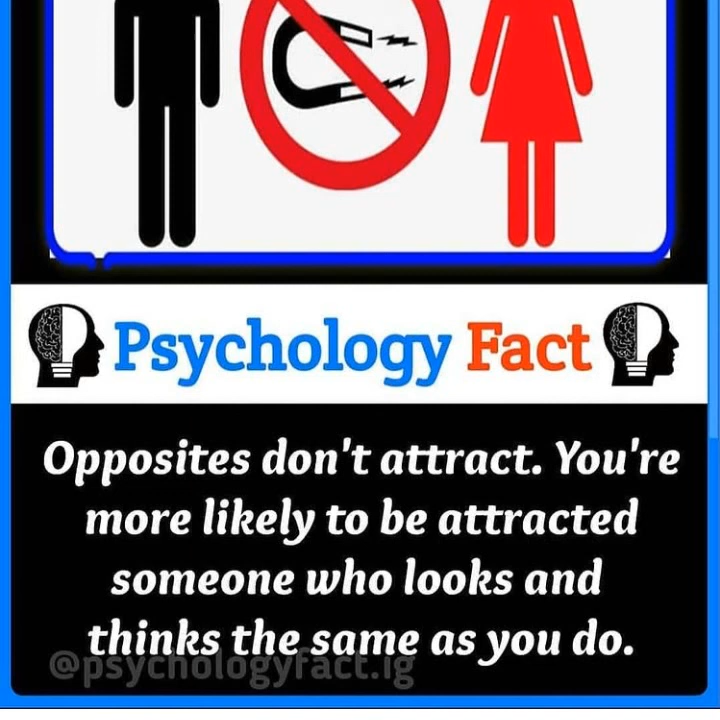 Psychology Fact
Opposites don't attract. You're
more likely to be attracted
someone who looks and
thinks the same as you do.
@psychologyfact.ig